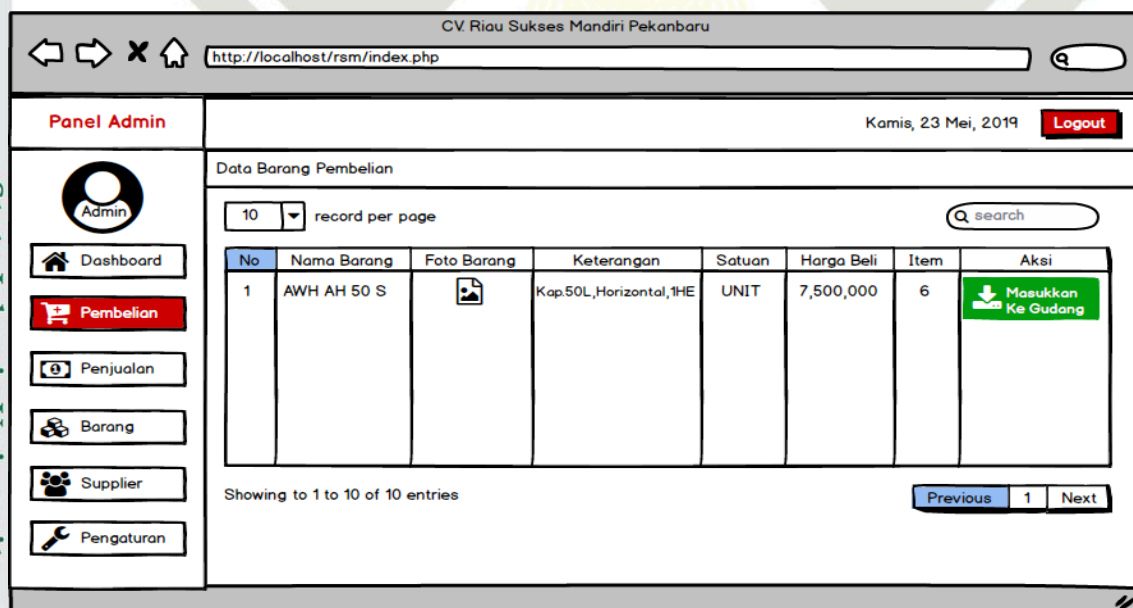 CV. Riau Sukses Mandiri Pekanbaru
http://localhost/rsm/index.php
Panel Admin
Kamis, 23 Mei, 2019 Logout
Admin
Dashboard
Pembelian
Penjualan
Barang
Supplier
Pengaturan
Data Barang Pembelian
10 record per page search
No Nama Barang Foto Barang Keterangan Satuan Harga Beli Item Aksi
1 AWH AH 50 S Kap.50L,Horizontal,1HE UNIT 7,500,000 6 Masukkan
Ke Gudang
Showing to 1 to 10 of 10 entries Previous 1 Next